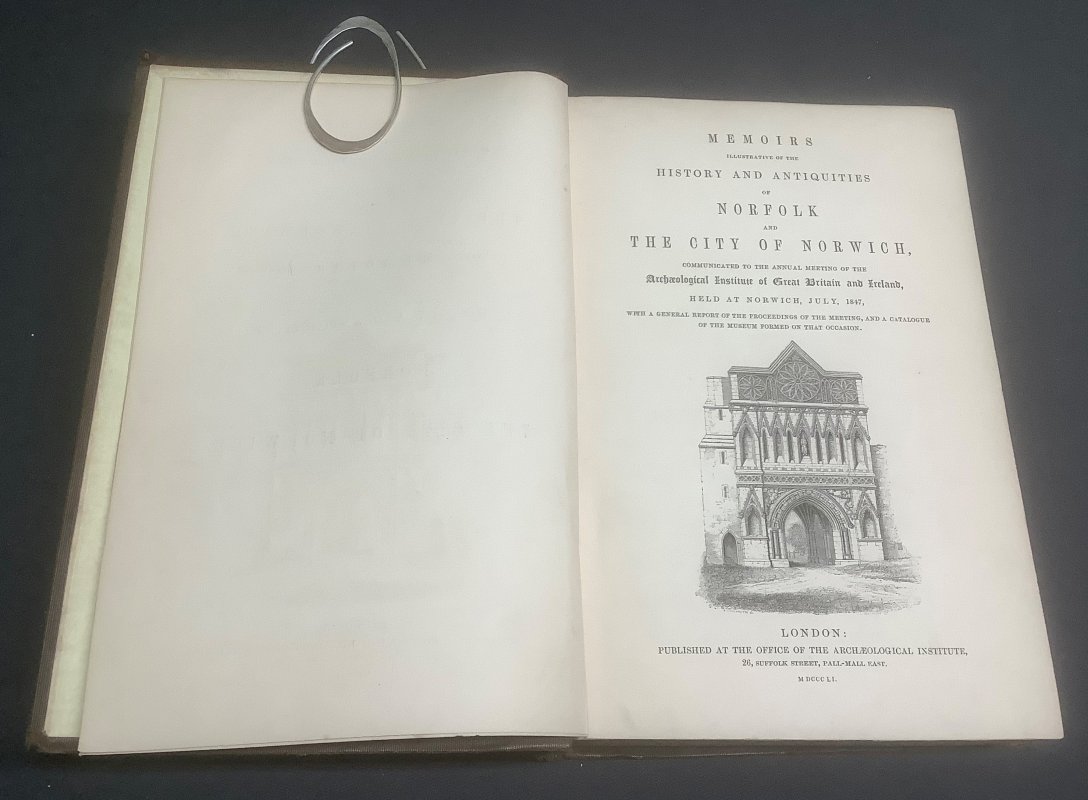 MEMOIRS
ILLUSTRATIVE OF THE
HISTORY AND ANTIQUITIES
OF
NORFOLK
AND
THE CITY OF NORWICH,
COMMUNICATED TO THE ANNUAL MEETING OF THE
Archæological Institute of Great Britain and Ireland,
HELD AT NORWICH, JULY, 1847,
WITH A GENERAL REPORT OF THE PROCEEDINGS OF THE MEETING, AND A CATALOGUE
OF THE MUSEUM FORMED ON THAT OCCASION.
LONDON:
PUBLISHED AT THE OFFICE OF THE ARCHÆOLOGICAL INSTITUTE,
26, SUFFOLK STREET, PALL-MALL EAST.
M DCCC LI.